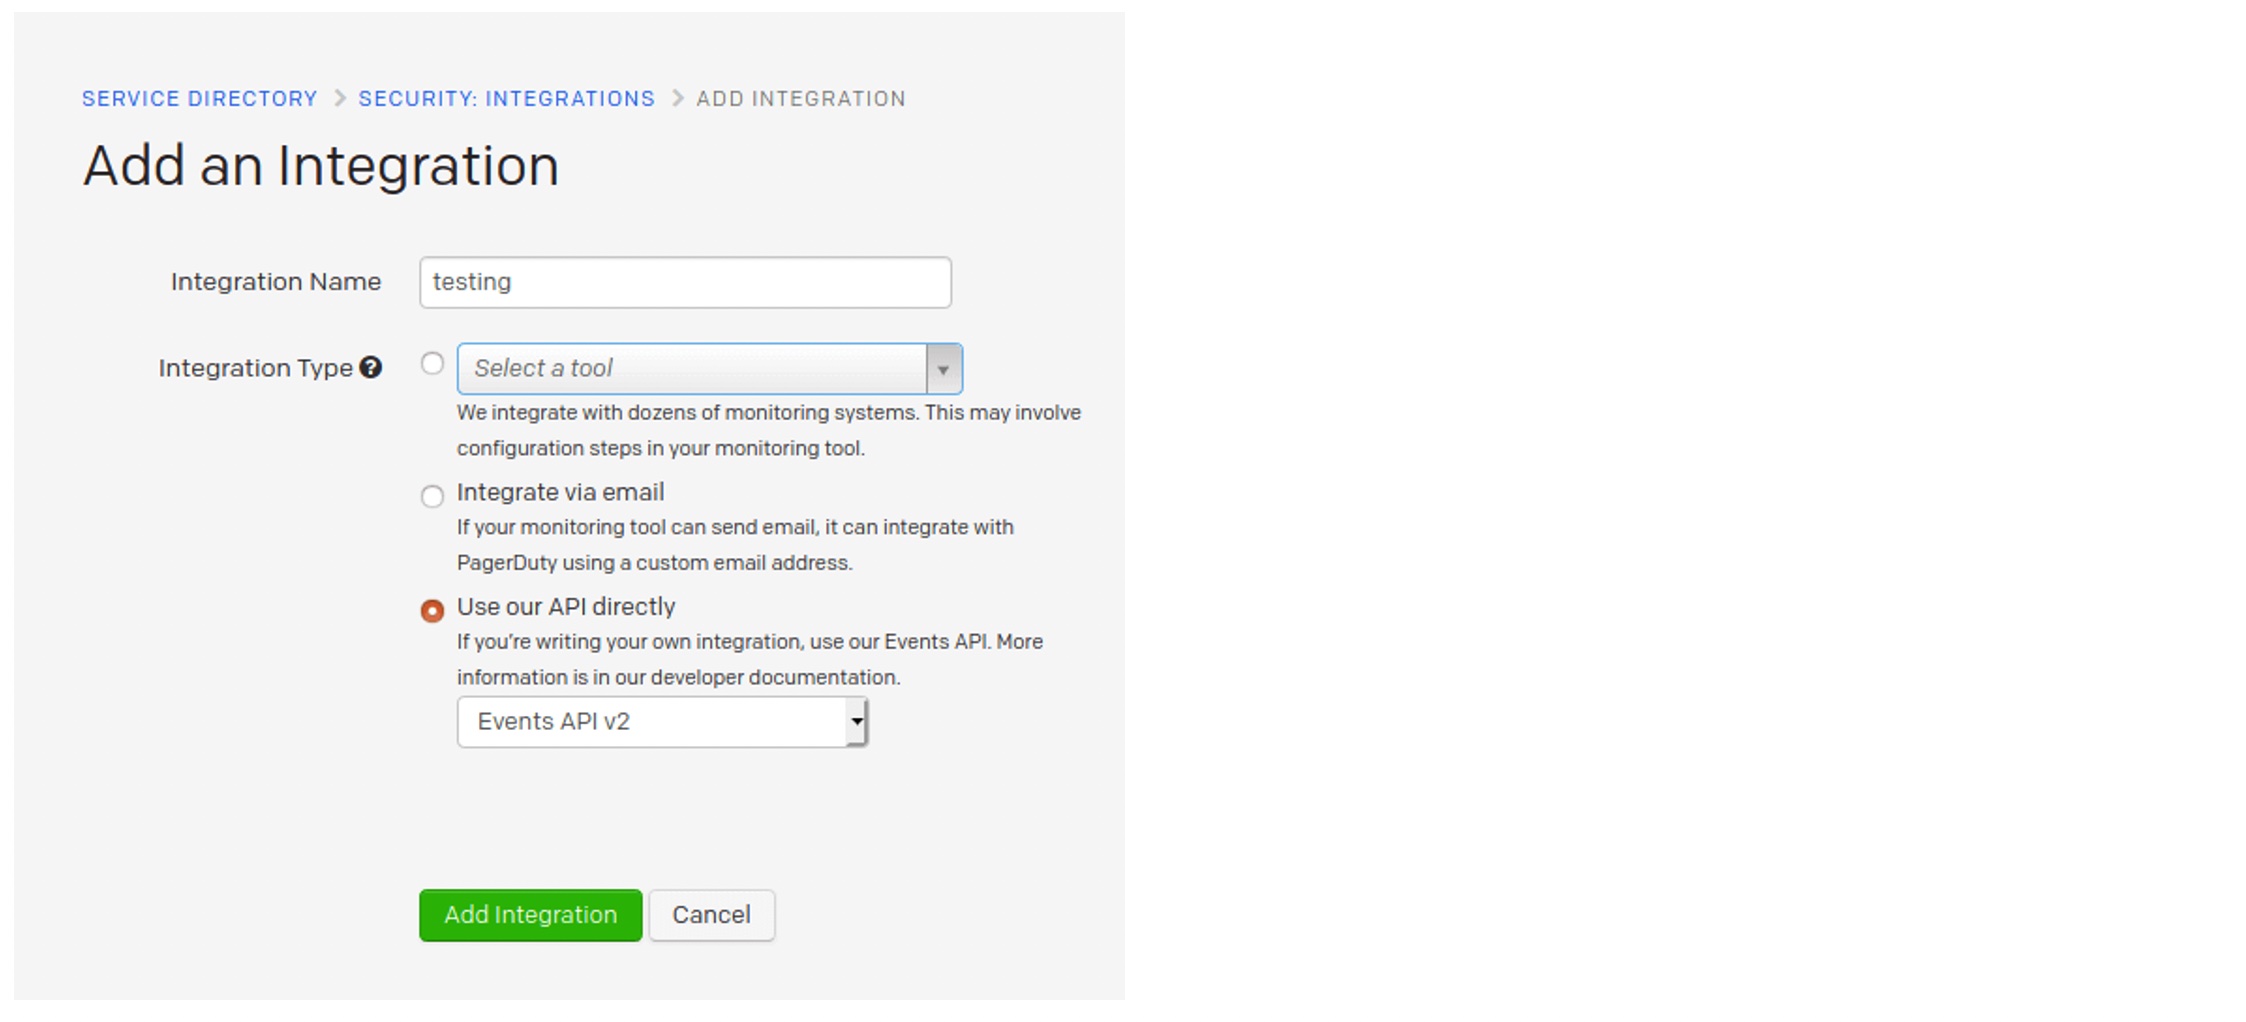 SERVICE DIRECTORY > SECURITY: INTEGRATIONS > ADD INTEGRATION
Add an Integration
Integration Name
testing
Integration Type
Select a tool
We integrate with dozens of monitoring systems. This may involve
configuration steps in your monitoring tool.
Integrate via email
If your monitoring tool can send email, it can integrate with
PagerDuty using a custom email address.
Use our API directly
If you're writing your own integration, use our Events API. More
information is in our developer documentation.
Events API v2
Add Integration
Cancel